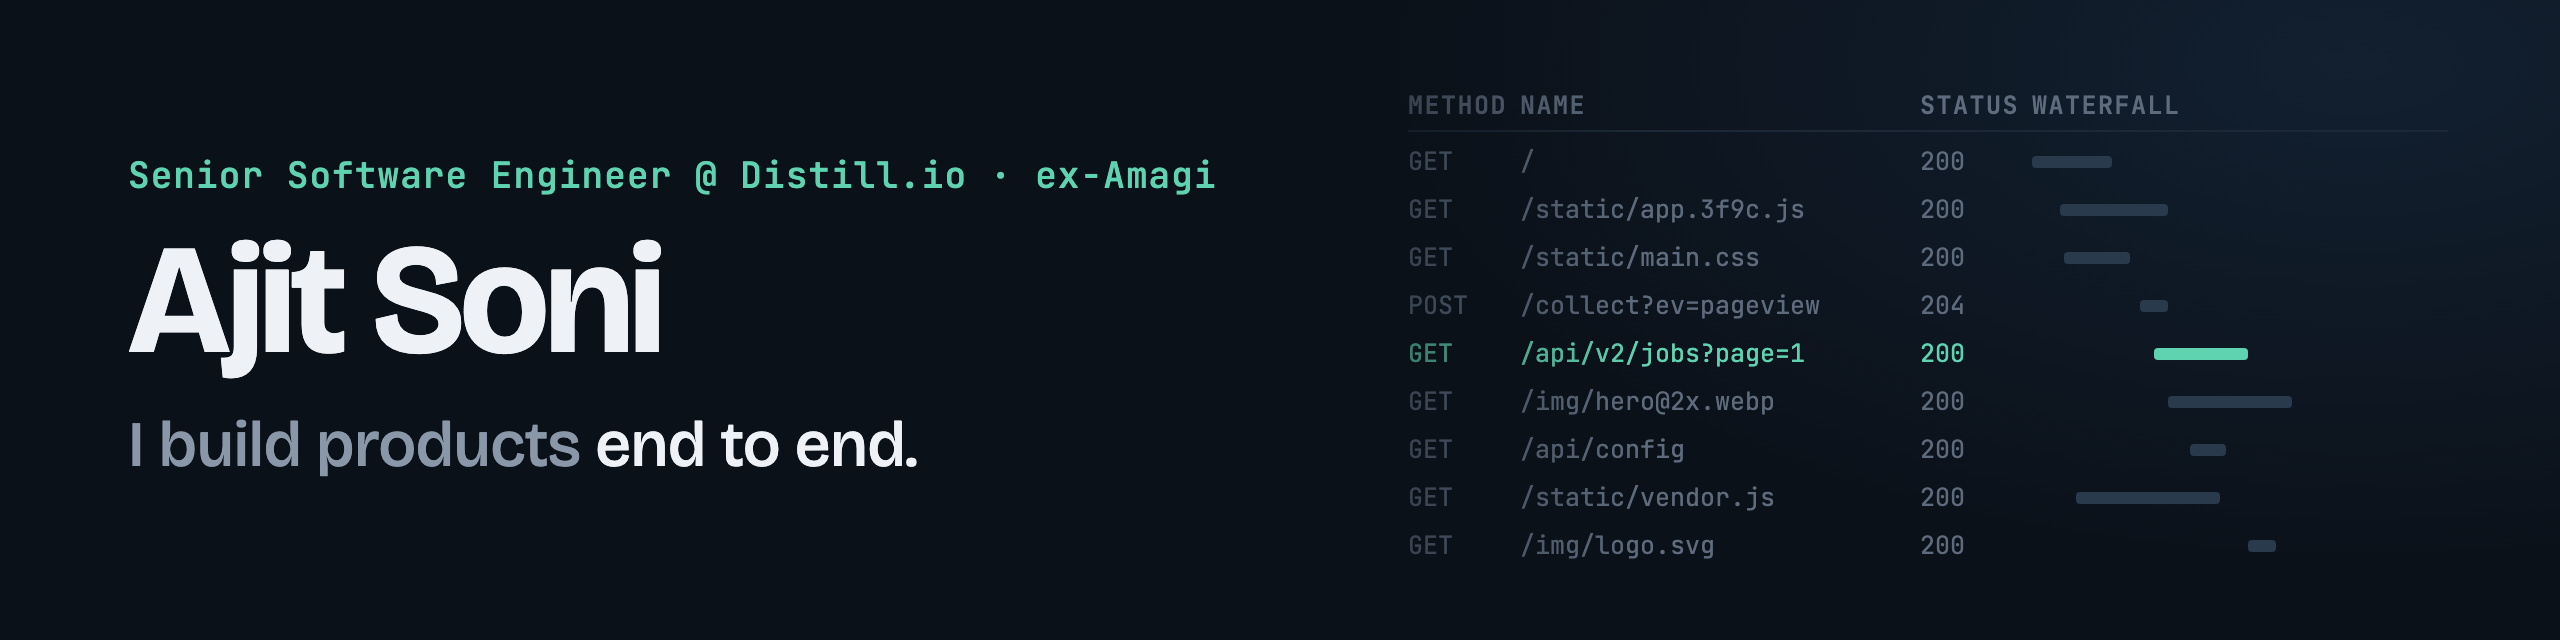 Senior Software Engineer @ Distill.io · ex-Amagi
Ajit Soni
I build products end to end.
METHOD NAME STATUS WATERFALL
GET / 200
GET /static/app.3f9c.js 200
GET /static/main.css 200
POST /collect?ev=pageview 204
GET /api/v2/jobs?page=1 200
GET /img/hero@2x.webp 200
GET /api/config 200
GET /static/vendor.js 200
GET /img/logo.svg 200